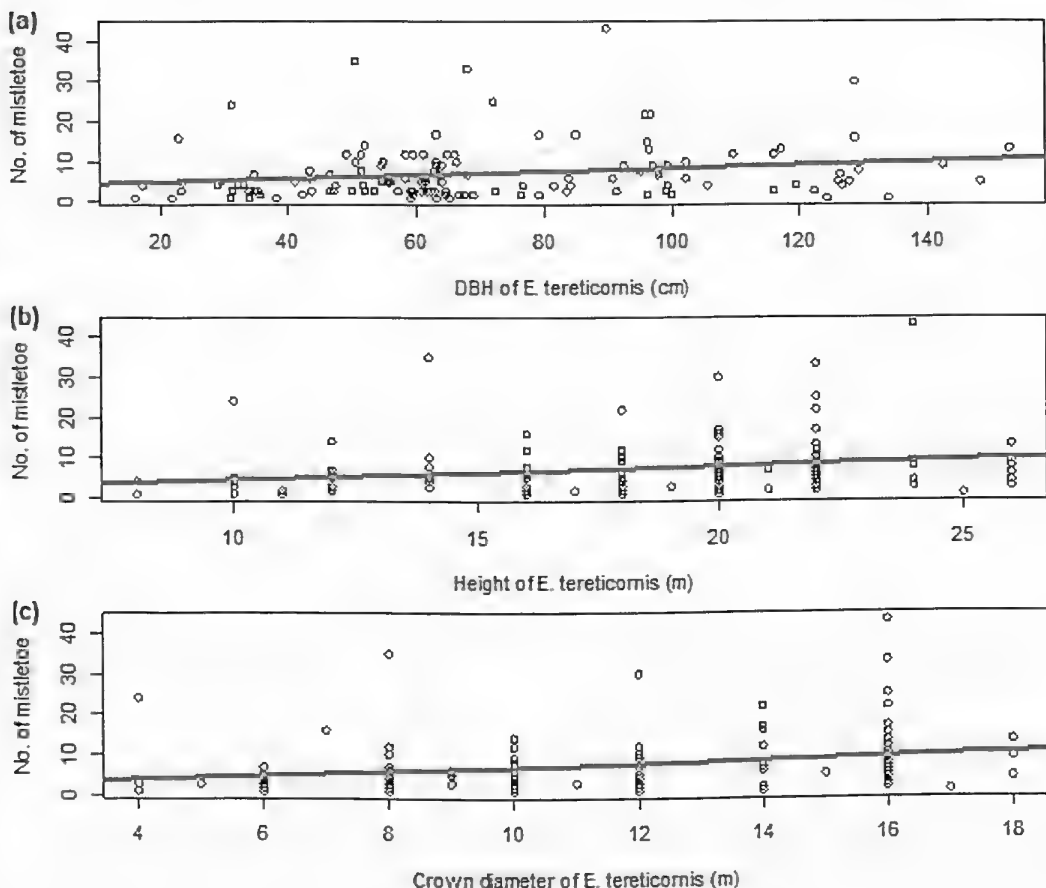 (a)
No. of mistletoe
0 10 20 30 40
20 40 60 80 100 120 140
DBH of E. tereticornis (cm)
(b)
No. of mistletoe
0 10 20 30 40
10 15 20 25
Height of E. tereticornis (m)
(c)
No. of mistletoe
0 10 20 30 40
4 6 8 10 12 14 16 18
Crown diameter of E. tereticornis (m)